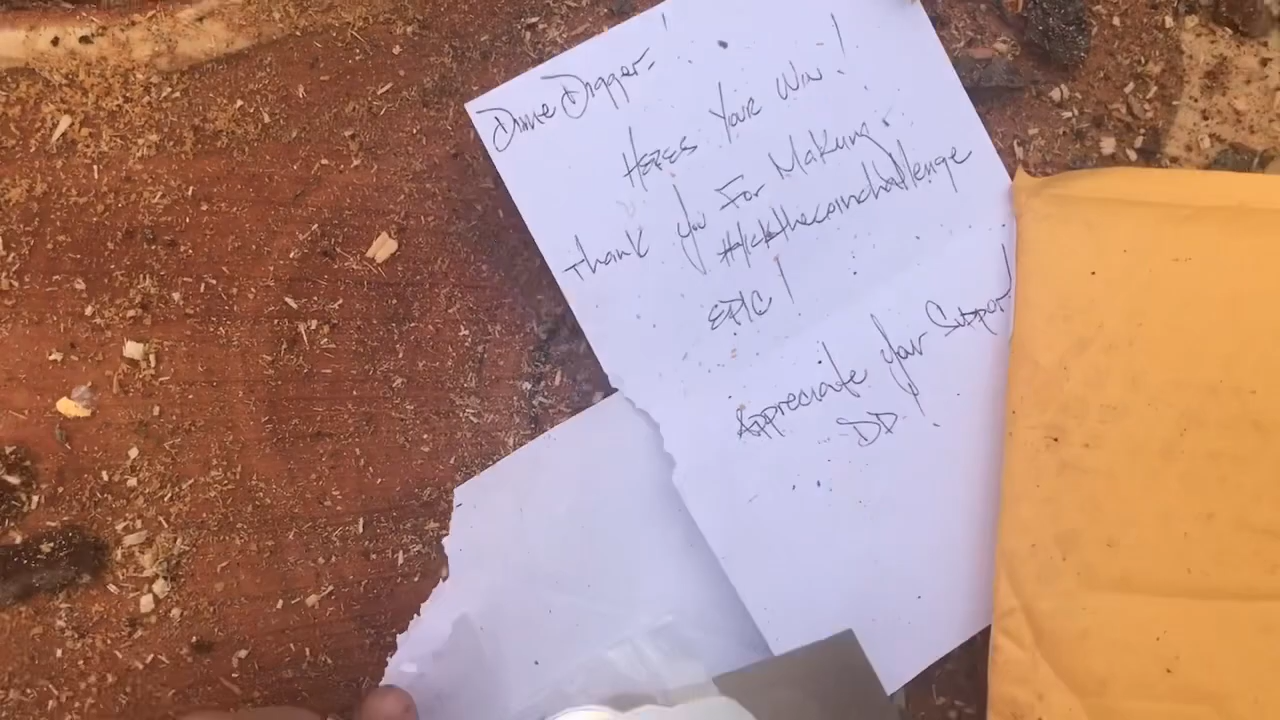 Dime Digger!
Heres Your Win!
Thank you For Making
#kickthecoinchallenge
EPIC!
Appreciate your Support!
DD!